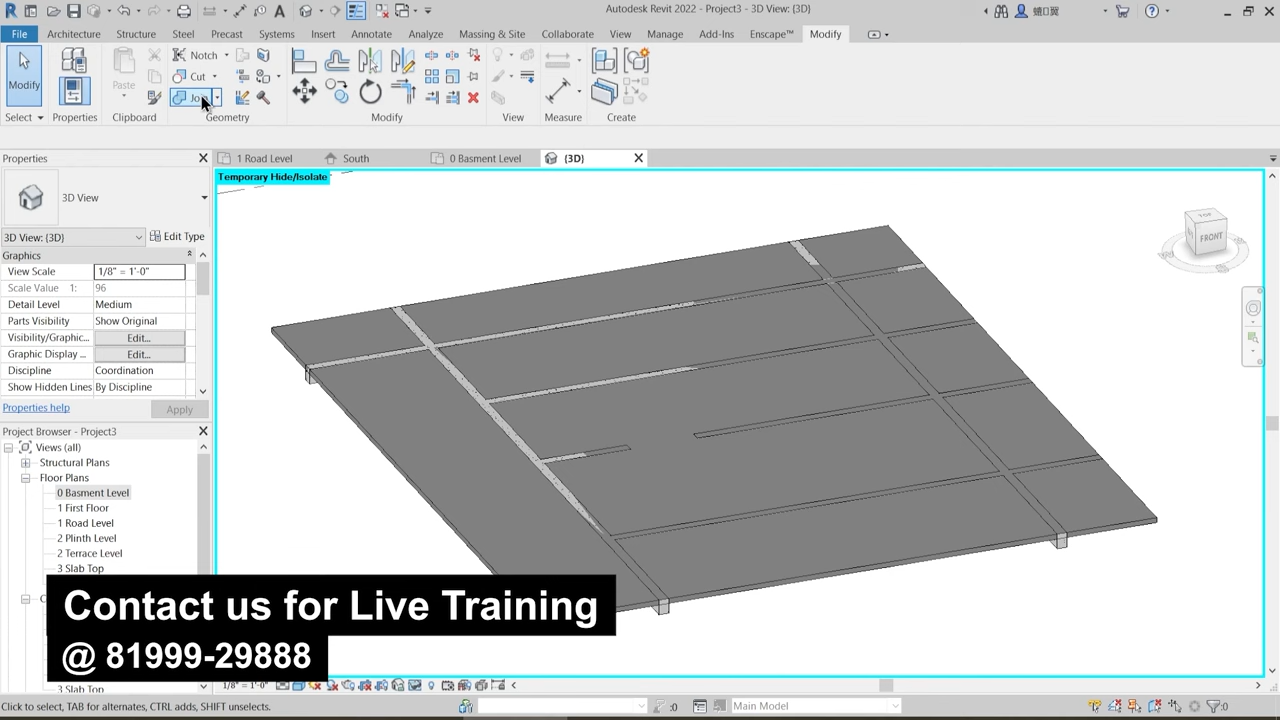 Autodesk Revit 2022 - Project3 - 3D View: {3D}
File Architecture Structure Steel Precast Systems Insert Annotate Analyze Massing & Site Collaborate View Manage Add-Ins Enscape™ Modify
Modify
Paste
Notch
Cut
Join
Select Properties Clipboard Geometry Modify View Measure Create
Properties
1 Road Level South 0 Basment Level {3D}
Temporary Hide/Isolate
3D View
3D View: {3D} Edit Type
Graphics
View Scale 1/8" = 1'-0"
Scale Value 1: 96
Detail Level Medium
Parts Visibility Show Original
Visibility/Graphic... Edit...
Graphic Display ... Edit...
Discipline Coordination
Show Hidden Lines By Discipline
Properties help Apply
TOP
FRONT
Project Browser - Project3
Views (all)
Structural Plans
Floor Plans
0 Basment Level
1 First Floor
1 Road Level
2 Plinth Level
2 Terrace Level
3 Slab Top
Contact us for Live Training
@ 81999-29888
3 Slab Top
1/8" = 1'-0"
Click to select, TAB for alternates, CTRL adds, SHIFT unselects.
:0
Main Model
:0